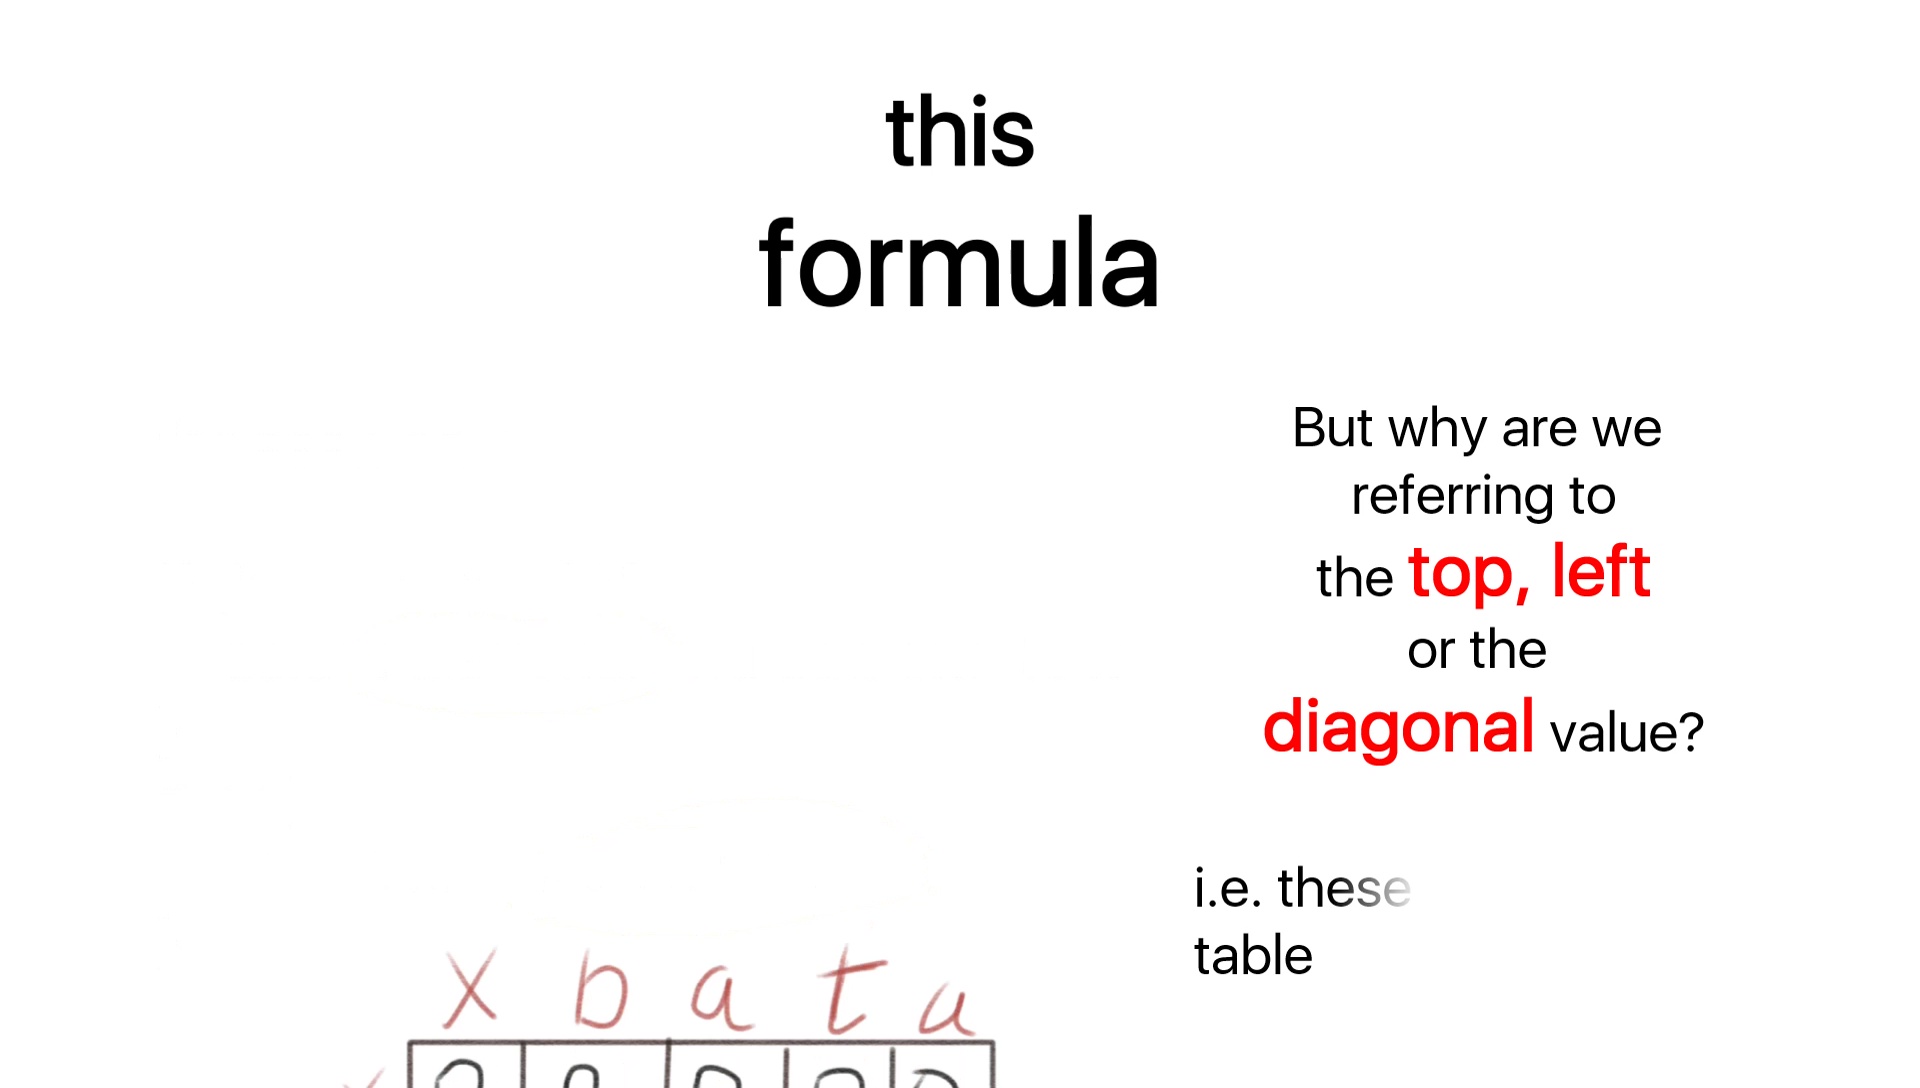 this
formula
But why are we
referring to
the top, left
or the
diagonal value?
i.e. these
table
x b a t a